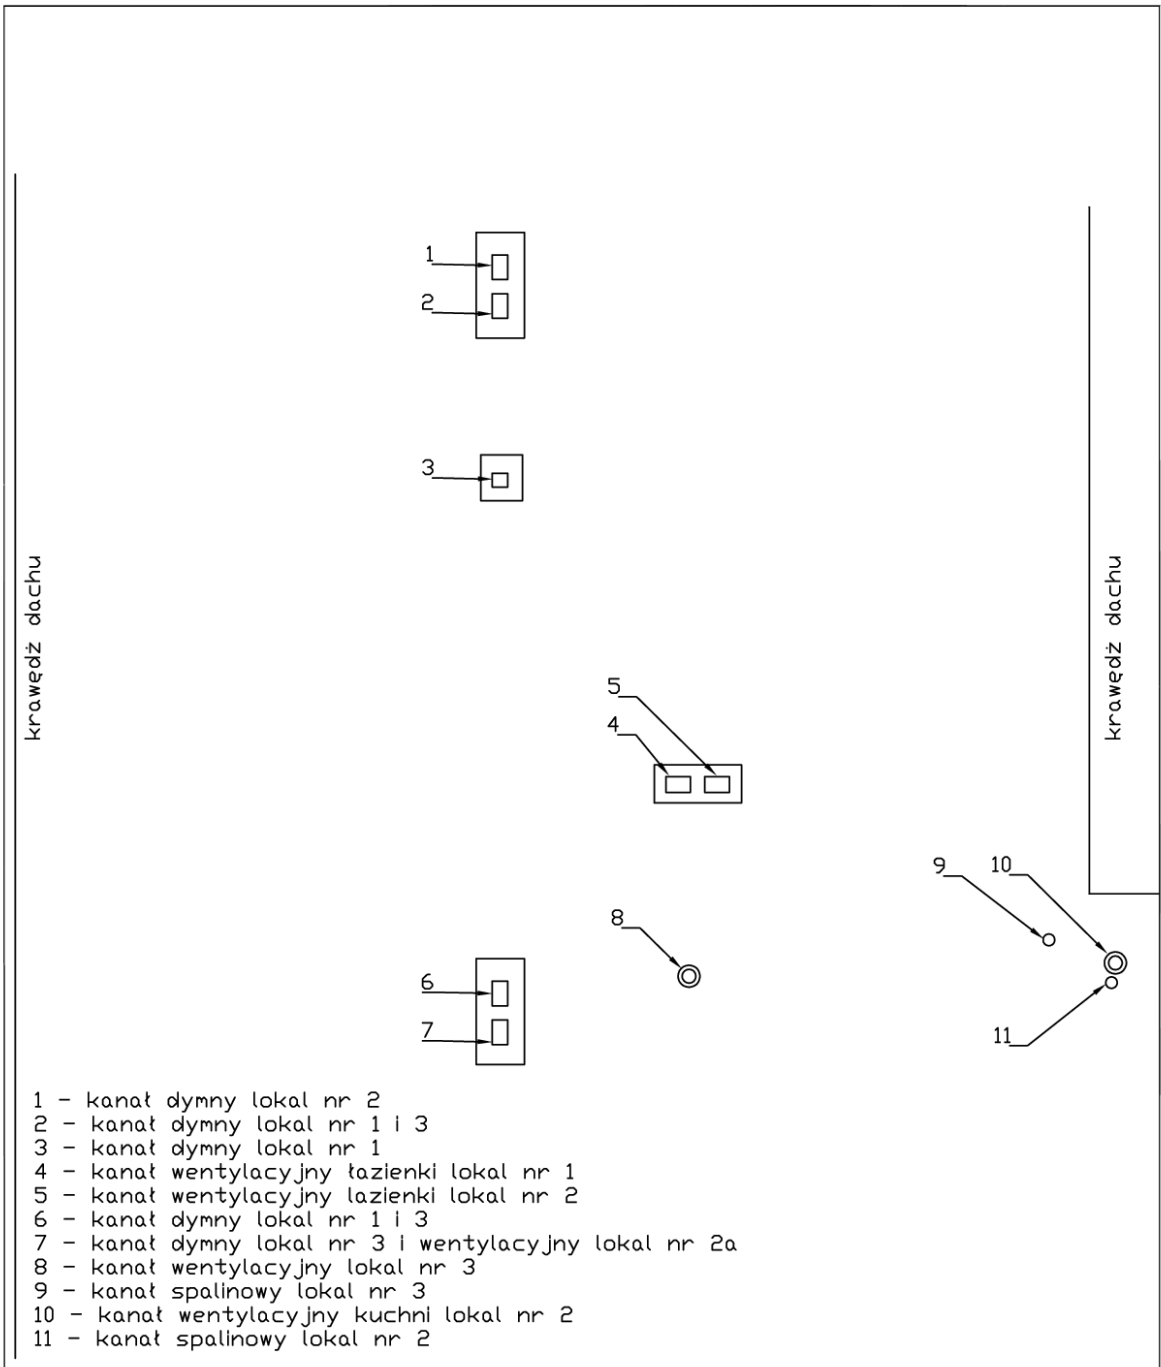 1
2
3
krawędż dachu
krawędż dachu
5
4
9
10
8
6
7
11
1 - kanał dymny lokal nr 2
2 - kanał dymny lokal nr 1 i 3
3 - kanał dymny lokal nr 1
4 - kanał wentylacyjny łazienki lokal nr 1
5 - kanał wentylacyjny lazienki lokal nr 2
6 - kanał dymny lokal nr 1 i 3
7 - kanał dymny lokal nr 3 i wentylacyjny lokal nr 2a
8 - kanał wentylacyjny lokal nr 3
9 - kanał spalinowy lokal nr 3
10 - kanał wentylacyjny kuchni lokal nr 2
11 - kanał spalinowy lokal nr 2